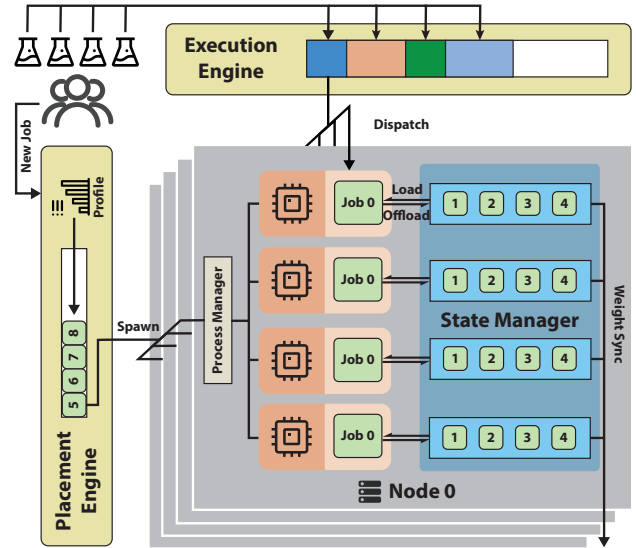 Execution
Engine
New Job
Profile
8
7
6
5
Placement
Engine
Spawn
Dispatch
Process Manager
Job 0
Load
Offload
1 2 3 4
Job 0
1 2 3 4
State Manager
Job 0
1 2 3 4
Job 0
1 2 3 4
Weight Sync
Node 0